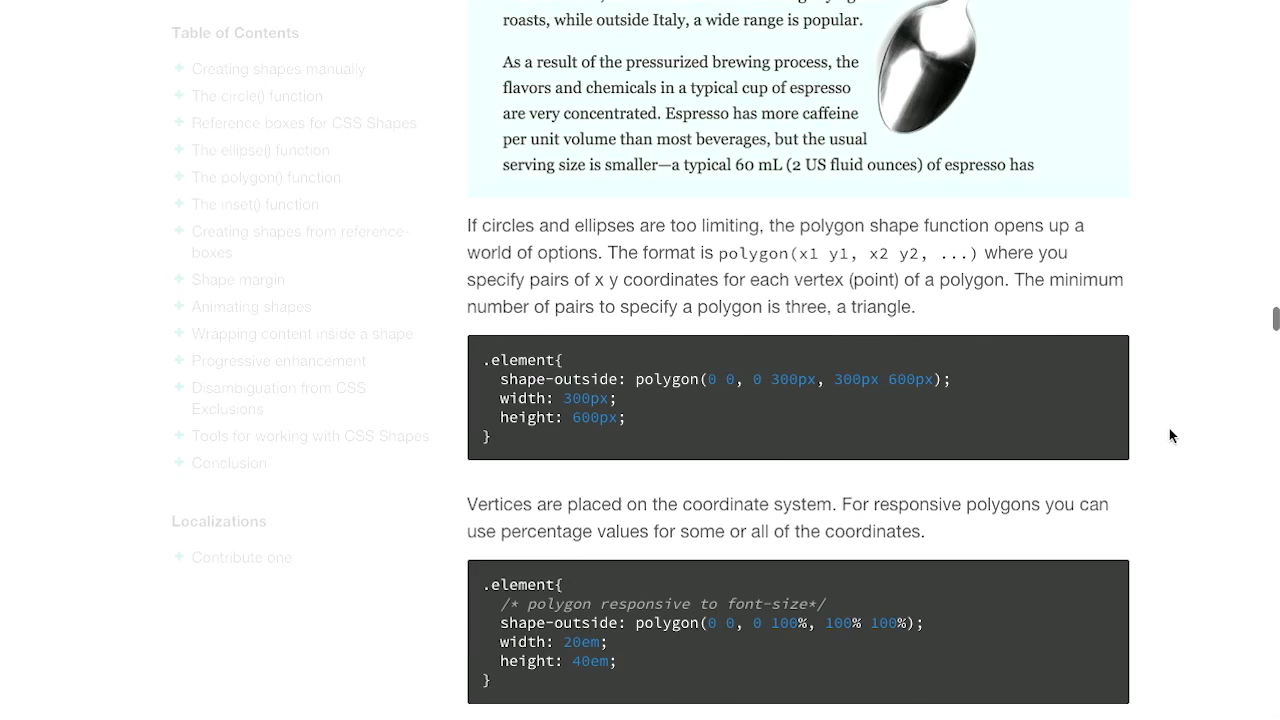 Table of Contents
Creating shapes manually
The circle() function
Reference boxes for CSS Shapes
The ellipse() function
The polygon() function
The inset() function
Creating shapes from reference-
boxes
Shape margin
Animating shapes
Wrapping content inside a shape
Progressive enhancement
Disambiguation from CSS
Exclusions
Tools for working with CSS Shapes
Conclusion
Localizations
Contribute one
roasts, while outside Italy, a wide range is popular.
As a result of the pressurized brewing process, the
flavors and chemicals in a typical cup of espresso
are very concentrated. Espresso has more caffeine
per unit volume than most beverages, but the usual
serving size is smaller—a typical 60 mL (2 US fluid ounces) of espresso has
If circles and ellipses are too limiting, the polygon shape function opens up a
world of options. The format is polygon(x1 y1, x2 y2, ...) where you
specify pairs of x y coordinates for each vertex (point) of a polygon. The minimum
number of pairs to specify a polygon is three, a triangle.
.element{
shape-outside: polygon(0 0, 0 300px, 300px 600px);
width: 300px;
height: 600px;
}
Vertices are placed on the coordinate system. For responsive polygons you can
use percentage values for some or all of the coordinates.
.element{
/* polygon responsive to font-size*/
shape-outside: polygon(0 0, 0 100%, 100% 100%);
width: 20em;
height: 40em;
}